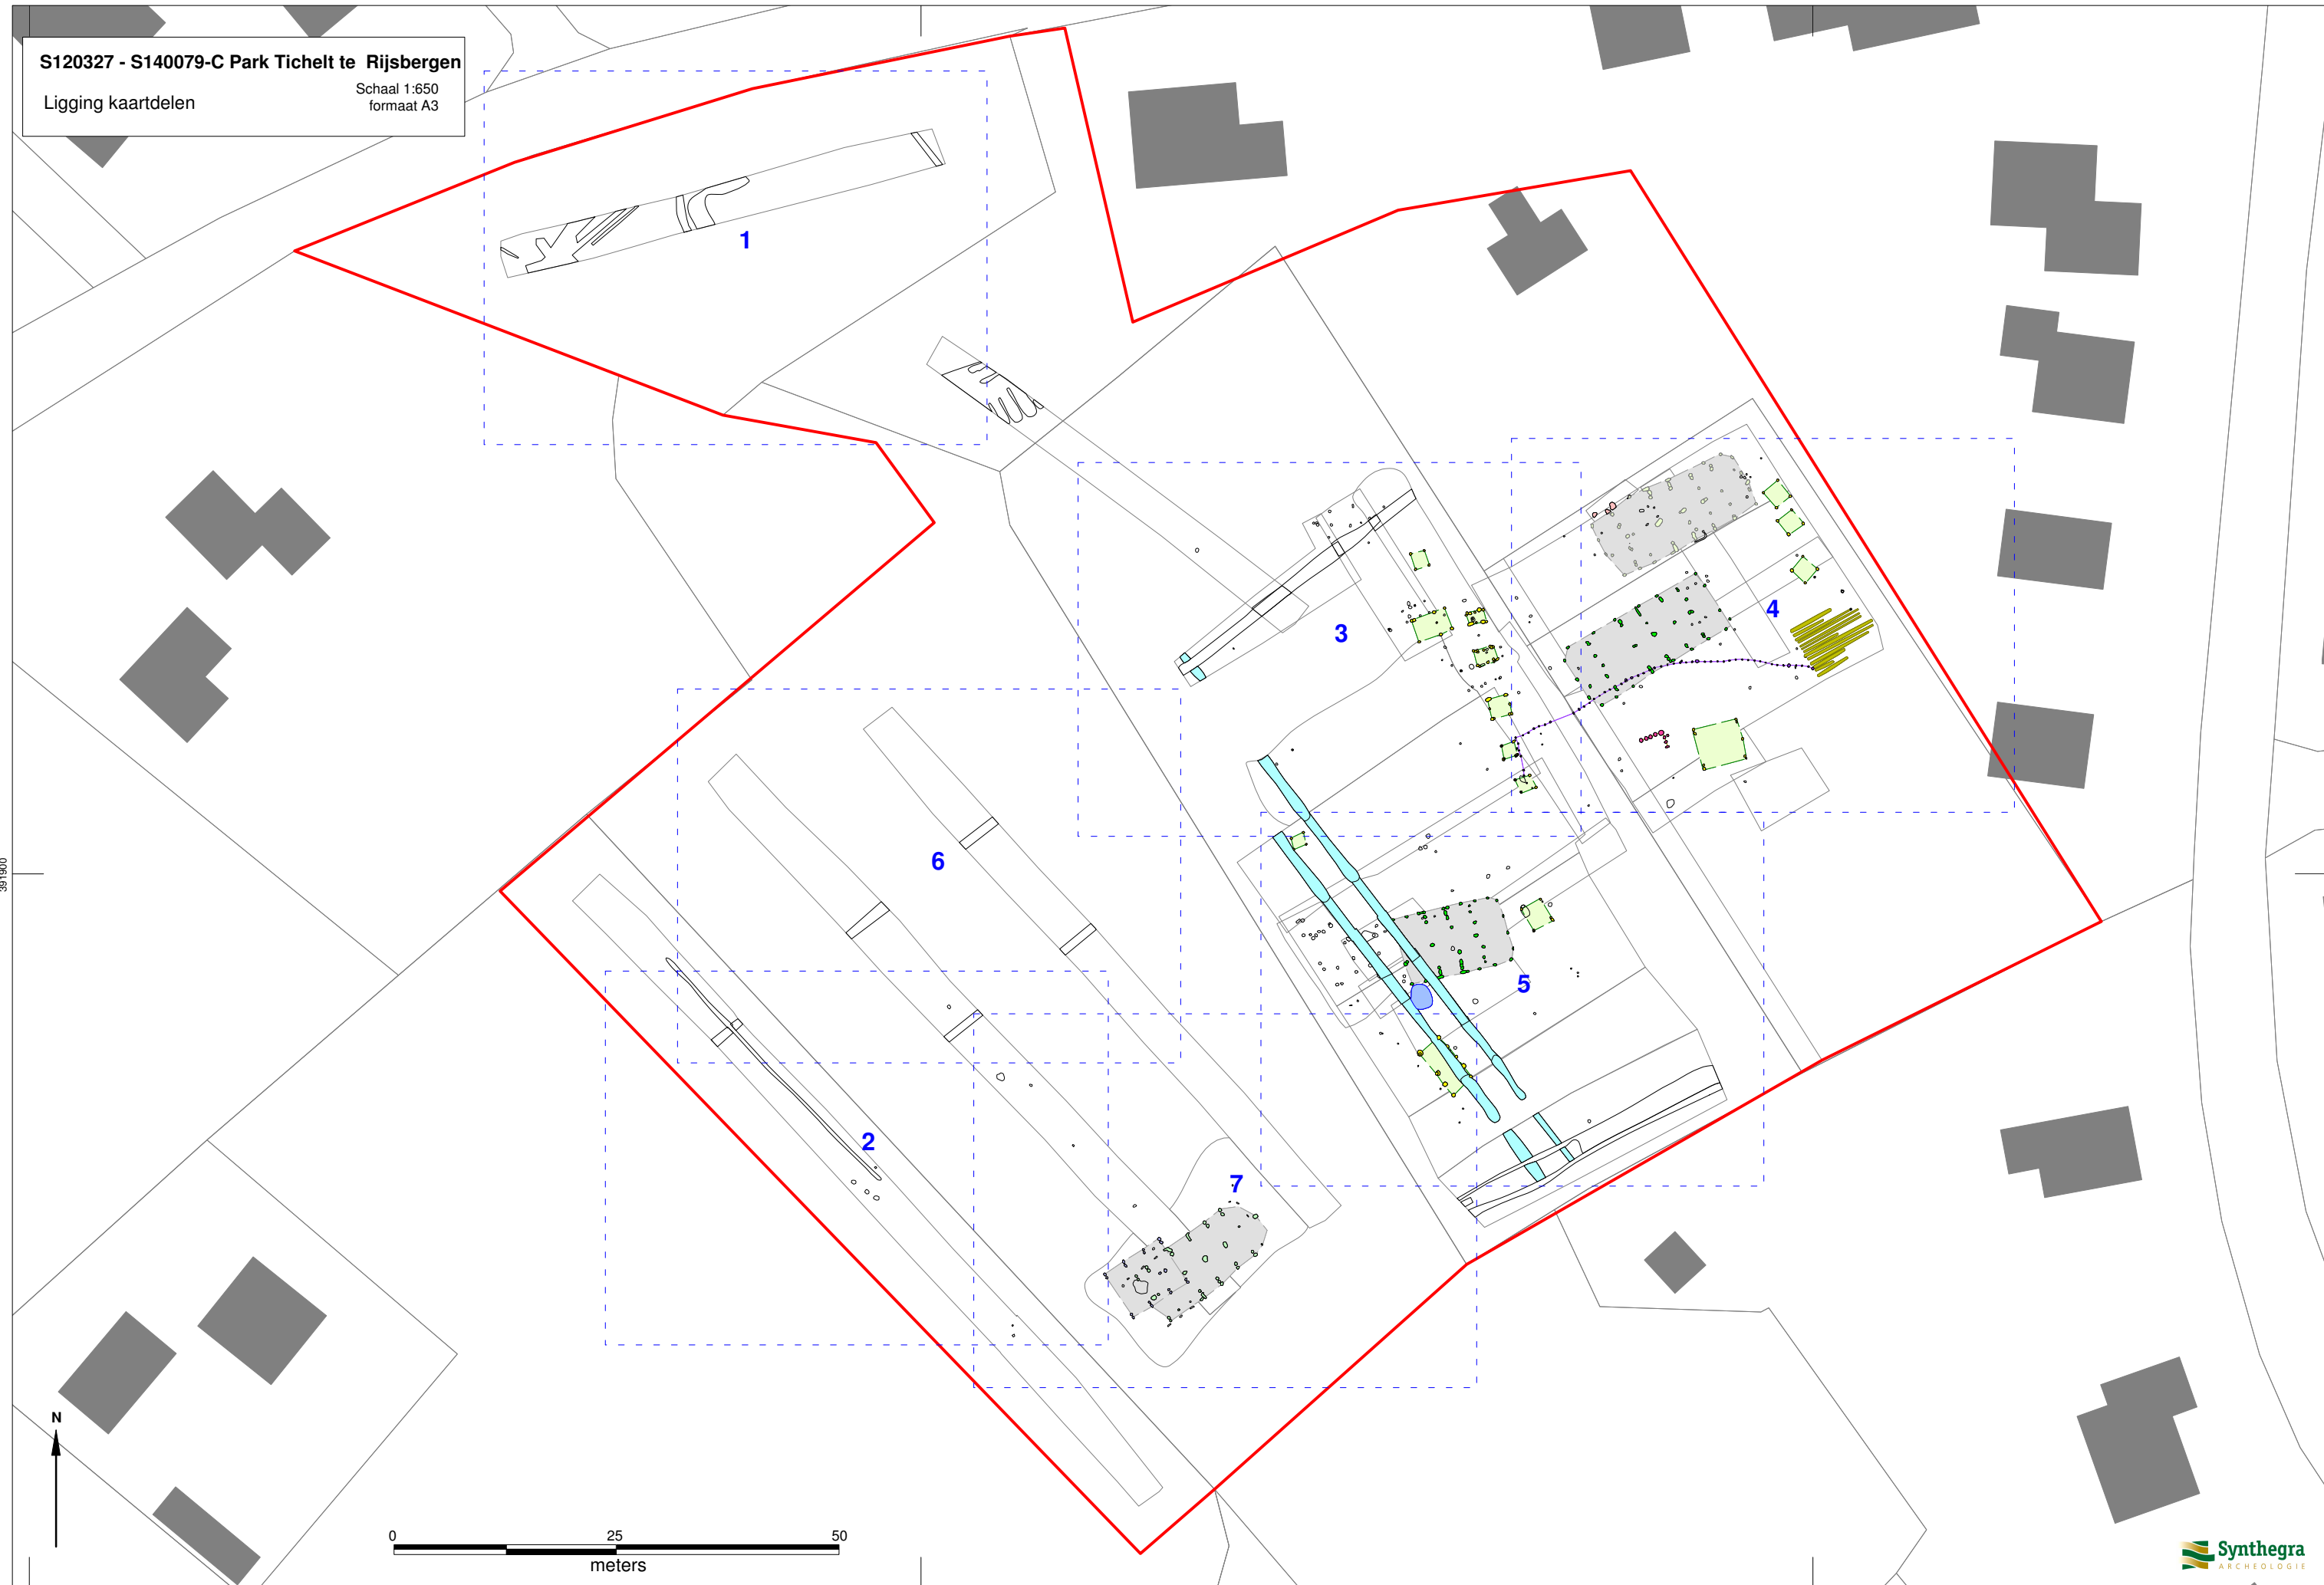 S120327 - S140079-C Park Tichelt te Rijsbergen
Schaal 1:650
Ligging kaartdelen
formaat A3
1
3
4
391900
6
5
2
7
N
0 25 50
meters
Synthegra
ARCHEOLOGIE